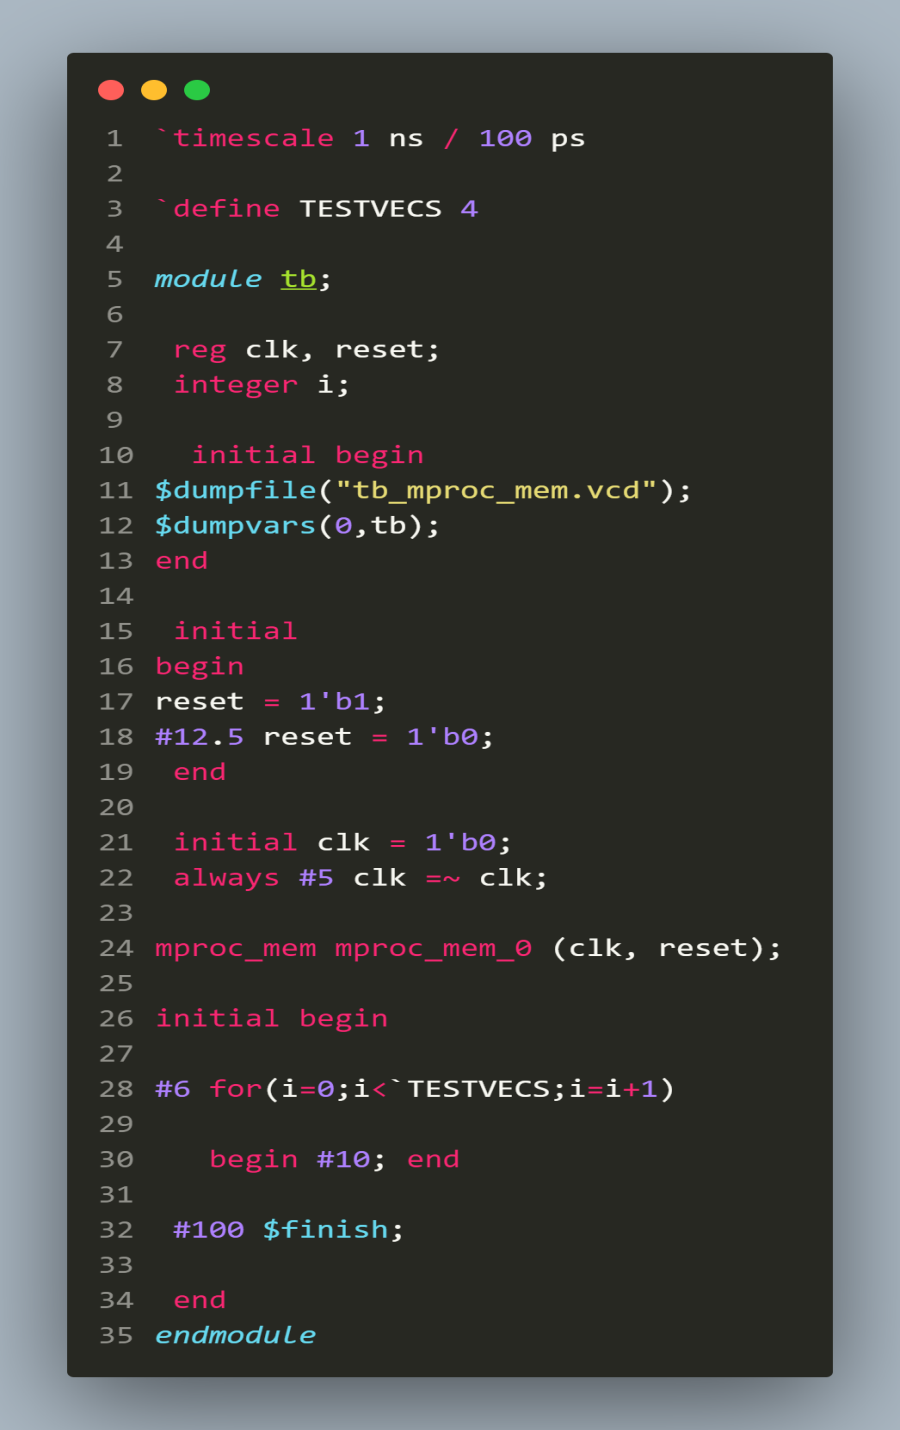 1 `timescale 1 ns / 100 ps
2
3 `define TESTVECS 4
4
5 module tb;
6
7  reg clk, reset;
8  integer i;
9
10   initial begin
11 $dumpfile("tb_mproc_mem.vcd");
12 $dumpvars(0,tb);
13 end
14
15  initial
16 begin
17 reset = 1'b1;
18 #12.5 reset = 1'b0;
19  end
20
21  initial clk = 1'b0;
22  always #5 clk =~ clk;
23
24 mproc_mem mproc_mem_0 (clk, reset);
25
26 initial begin
27
28 #6 for(i=0;i<`TESTVECS;i=i+1)
29
30    begin #10; end
31
32  #100 $finish;
33
34  end
35 endmodule